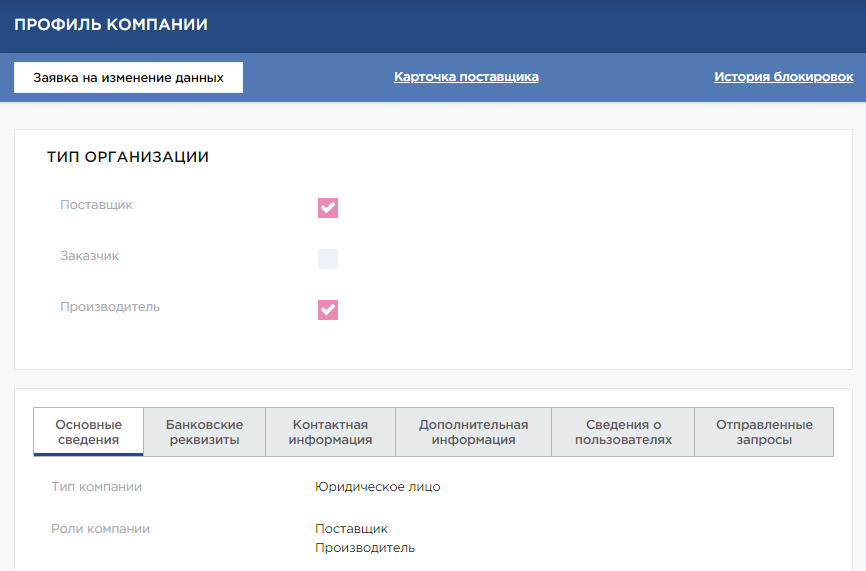 ПРОФИЛЬ КОМПАНИИ
Заявка на изменение данных
Карточка поставщика
История блокировок
ТИП ОРГАНИЗАЦИИ
Поставщик
Заказчик
Производитель
Основные
сведения
Банковские
реквизиты
Контактная
информация
Дополнительная
информация
Сведения о
пользователях
Отправленные
запросы
Тип компании
Юридическое лицо
Роли компании
Поставщик
Производитель